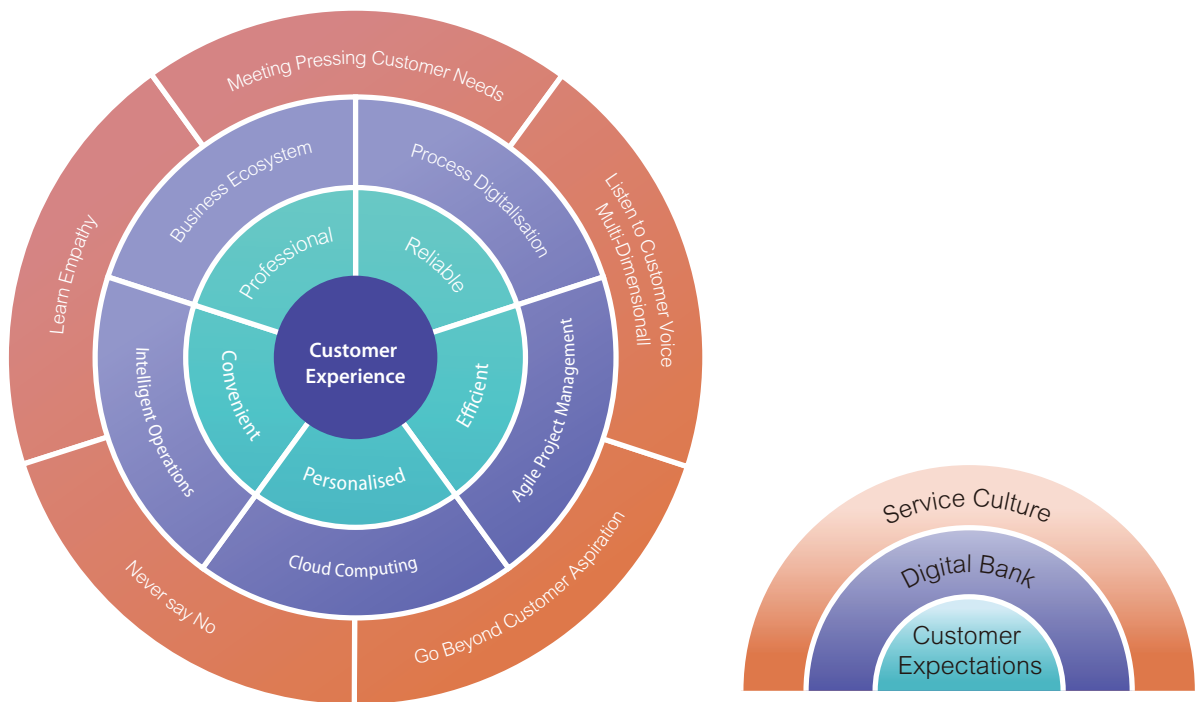 Meeting Pressing Customer Needs
Listen to Customer Voice
Multi-Dimensionall
Go Beyond Customer Aspiration
Never say No
Learn Empathy
Business Ecosystem
Process Digitalisation
Agile Project Management
Cloud Computing
Intelligent Operations
Professional
Reliable
Efficient
Personalised
Convenient
Customer
Experience
Service Culture
Digital Bank
Customer
Expectations